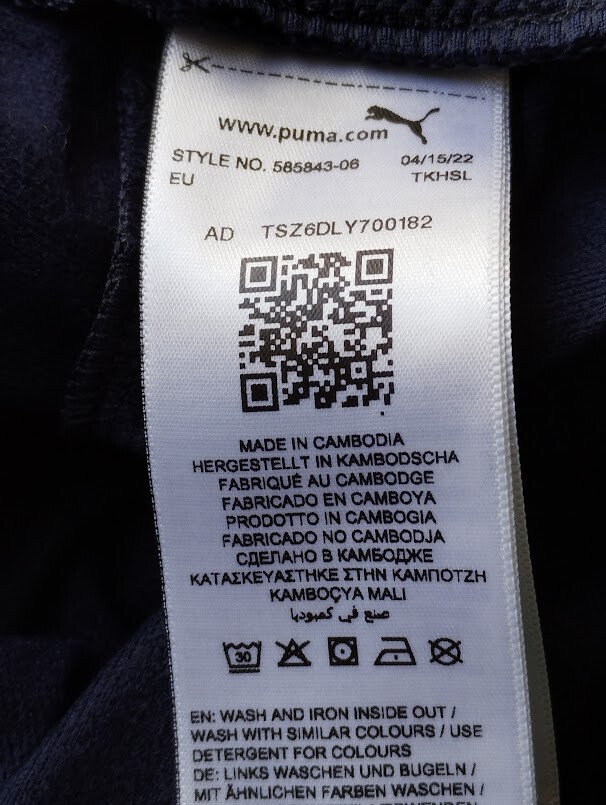 www.puma.com
STYLE NO. 585843-06 04/15/22
EU TKHSL
AD TSZ6DLY700182
MADE IN CAMBODIA
HERGESTELLT IN KAMBODSCHA
FABRIQUÉ AU CAMBODGE
FABRICADO EN CAMBOYA
PRODOTTO IN CAMBOGIA
FABRICADO NO CAMBODJA
СДЕЛАНО В КАМБОДЖЕ
ΚΑΤΑΣΚΕΥΑΣΤΗΚΕ ΣΤΗΝ ΚΑΜΠΟΤΖΗ
KAMBOÇYA MALI
صنع في كمبوديا
30
EN: WASH AND IRON INSIDE OUT /
WASH WITH SIMILAR COLOURS / USE
DETERGENT FOR COLOURS
DE: LINKS WASCHEN UND BÜGELN /
MIT ÄHNLICHEN FARBEN WASCHEN /